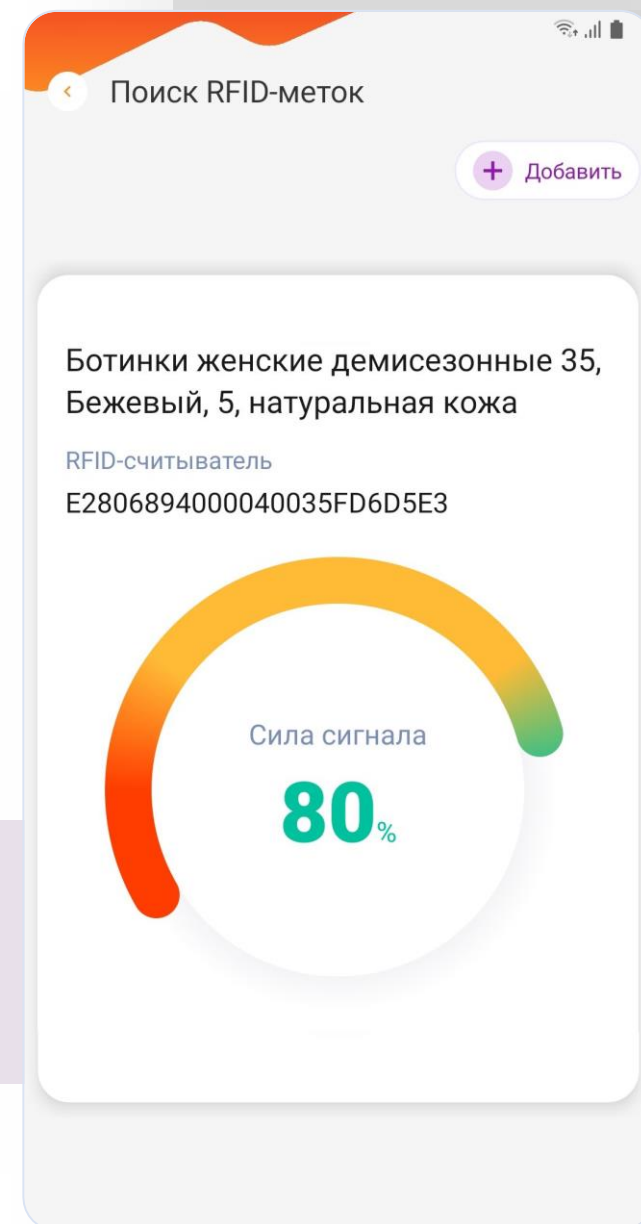 Поиск RFID-меток
+ Добавить
Ботинки женские демисезонные 35,
Бежевый, 5, натуральная кожа
RFID-считыватель
E2806894000040035FD6D5E3
Сила сигнала
80%